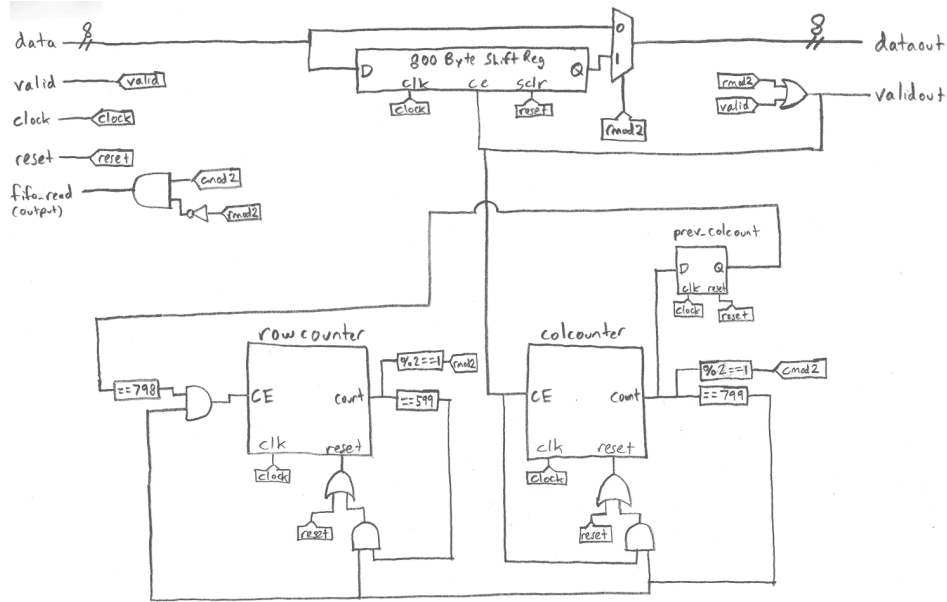 8
8
data
dataout
800 Byte Shift Reg
D
Q
clk
ce
sclr
clock
reset
0
1
rmod2
valid
valid
rmod2
valid
validout
clock
clock
reset
reset
fifo_read
(output)
cmod2
rmod2
prev_colcount
D
Q
clk
reset
clock
reset
rowcounter
colcounter
==798
CE
count
clk
reset
clock
reset
%2==1
rmod2
==599
CE
count
clk
reset
clock
reset
%2==1
cmod2
==799